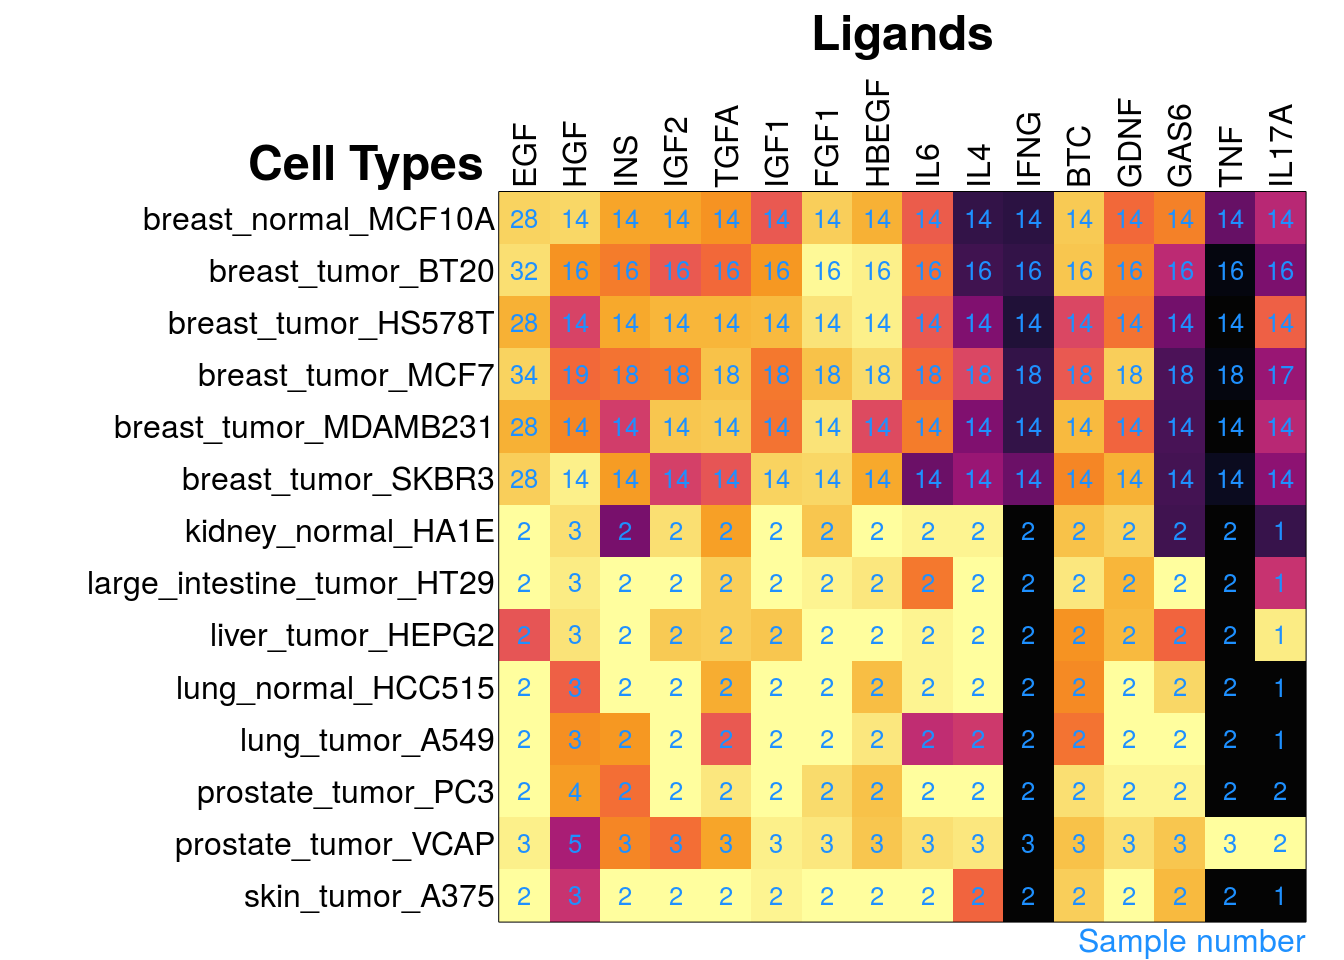 Ligands
Cell Types EGF HGF INS IGF2 TGFA IGF1 FGF1 HBEGF IL6 IL4 IFNG BTC GDNF GAS6 TNF IL17A
breast_normal_MCF10A 28 14 14 14 14 14 14 14 14 14 14 14 14 14 14 14
breast_tumor_BT20 32 16 16 16 16 16 16 16 16 16 16 16 16 16 16 16
breast_tumor_HS578T 28 14 14 14 14 14 14 14 14 14 14 14 14 14 14 14
breast_tumor_MCF7 34 19 18 18 18 18 18 18 18 18 18 18 18 18 18 17
breast_tumor_MDAMB231 28 14 14 14 14 14 14 14 14 14 14 14 14 14 14 14
breast_tumor_SKBR3 28 14 14 14 14 14 14 14 14 14 14 14 14 14 14 14
kidney_normal_HA1E 2 3 2 2 2 2 2 2 2 2 2 2 2 2 2 1
large_intestine_tumor_HT29 2 3 2 2 2 2 2 2 2 2 2 2 2 2 2 1
liver_tumor_HEPG2 2 3 2 2 2 2 2 2 2 2 2 2 2 2 2 1
lung_normal_HCC515 2 3 2 2 2 2 2 2 2 2 2 2 2 2 2 1
lung_tumor_A549 2 3 2 2 2 2 2 2 2 2 2 2 2 2 2 1
prostate_tumor_PC3 2 4 2 2 2 2 2 2 2 2 2 2 2 2 2 2
prostate_tumor_VCAP 3 5 3 3 3 3 3 3 3 3 3 3 3 3 3 2
skin_tumor_A375 2 3 2 2 2 2 2 2 2 2 2 2 2 2 2 1
Sample number